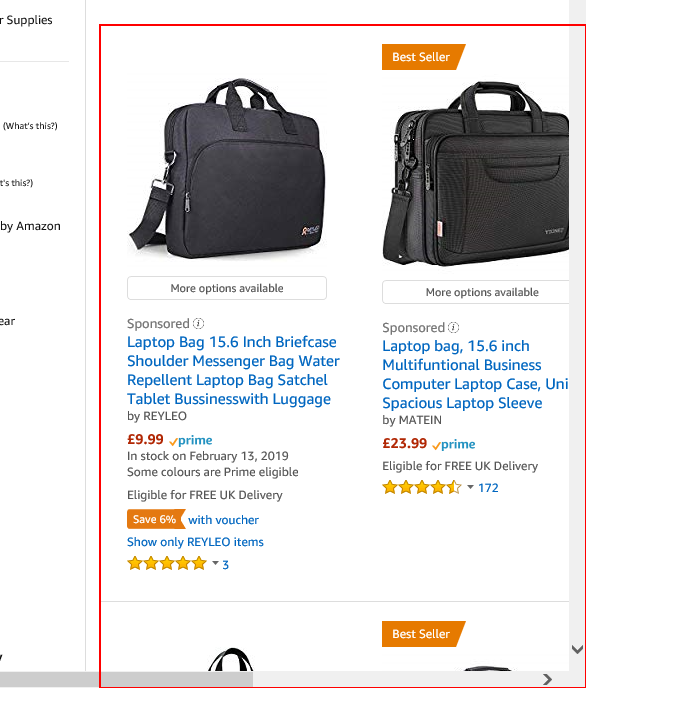 r Supplies
(What's this?)
t's this?)
by Amazon
ear
Best Seller
More options available
Sponsored
Laptop Bag 15.6 Inch Briefcase
Shoulder Messenger Bag Water
Repellent Laptop Bag Satchel
Tablet Bussinesswith Luggage
by REYLEO
£9.99 prime
In stock on February 13, 2019
Some colours are Prime eligible
Eligible for FREE UK Delivery
Save 6% with voucher
Show only REYLEO items
3
More options available
Sponsored
Laptop bag, 15.6 inch
Multifuntional Business
Computer Laptop Case, Uni
Spacious Laptop Sleeve
by MATEIN
£23.99 prime
Eligible for FREE UK Delivery
172
Best Seller